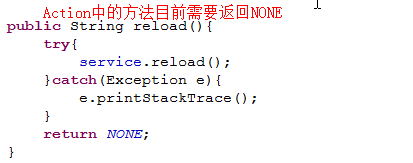 Action中的方法目前需要返回NONE
public String reload(){
try{
service.reload();
}catch(Exception e){
e.printStackTrace();
}
return NONE;
}